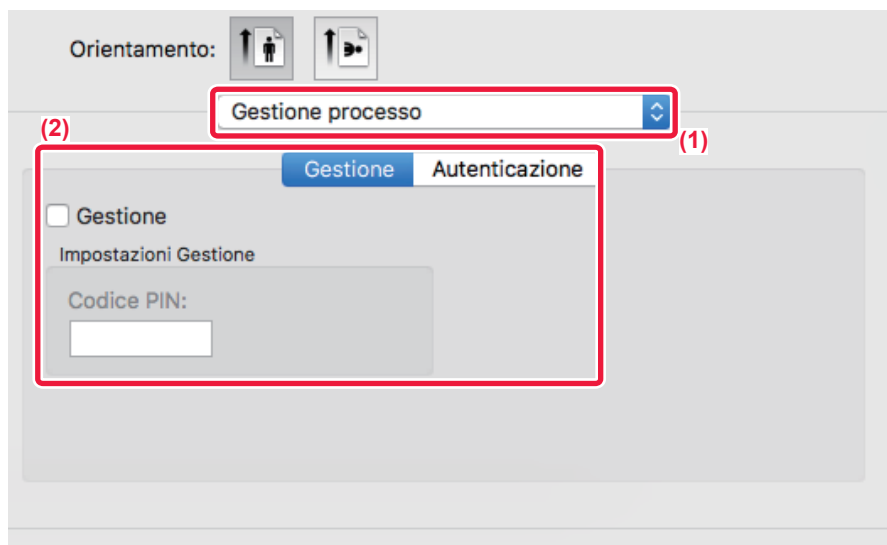 Orientamento:
Gestione processo
(1)
(2)
Gestione Autenticazione
Gestione
Impostazioni Gestione
Codice PIN: